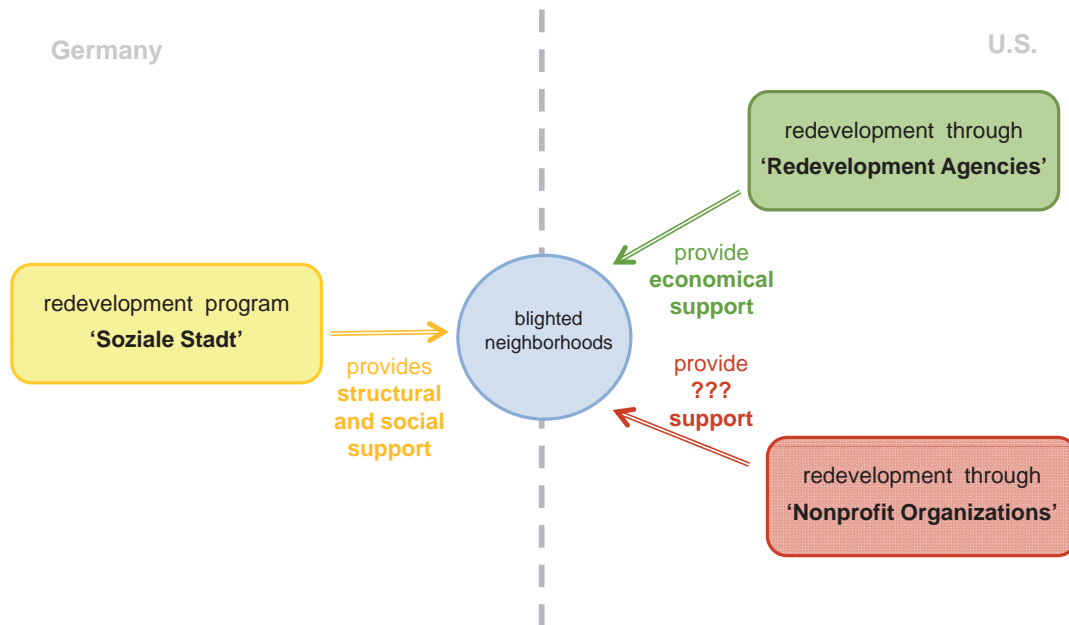 Germany
U.S.
redevelopment through
‘Redevelopment Agencies’
provide
economical
support
redevelopment program
‘Soziale Stadt’
provides
structural
and social
support
blighted
neighborhoods
provide
???
support
redevelopment through
‘Nonprofit Organizations’